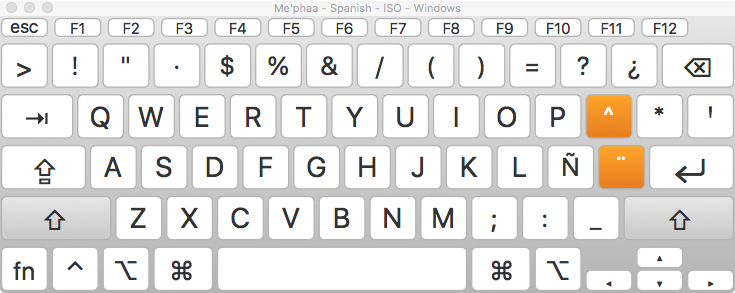 Me'phaa - Spanish - ISO - Windows
esc F1 F2 F3 F4 F5 F6 F7 F8 F9 F10 F11 F12
> ! " · $ % & / ( ) = ? ¿ ⌫
⇥ Q W E R T Y U I O P ^ * '
⇪ A S D F G H J K L Ñ ¨ ↵
⇧ Z X C V B N M ; : _ ⇧
fn ⌃ ⌥ ⌘ ⌘ ⌥ ◂ ▴ ▾ ▸